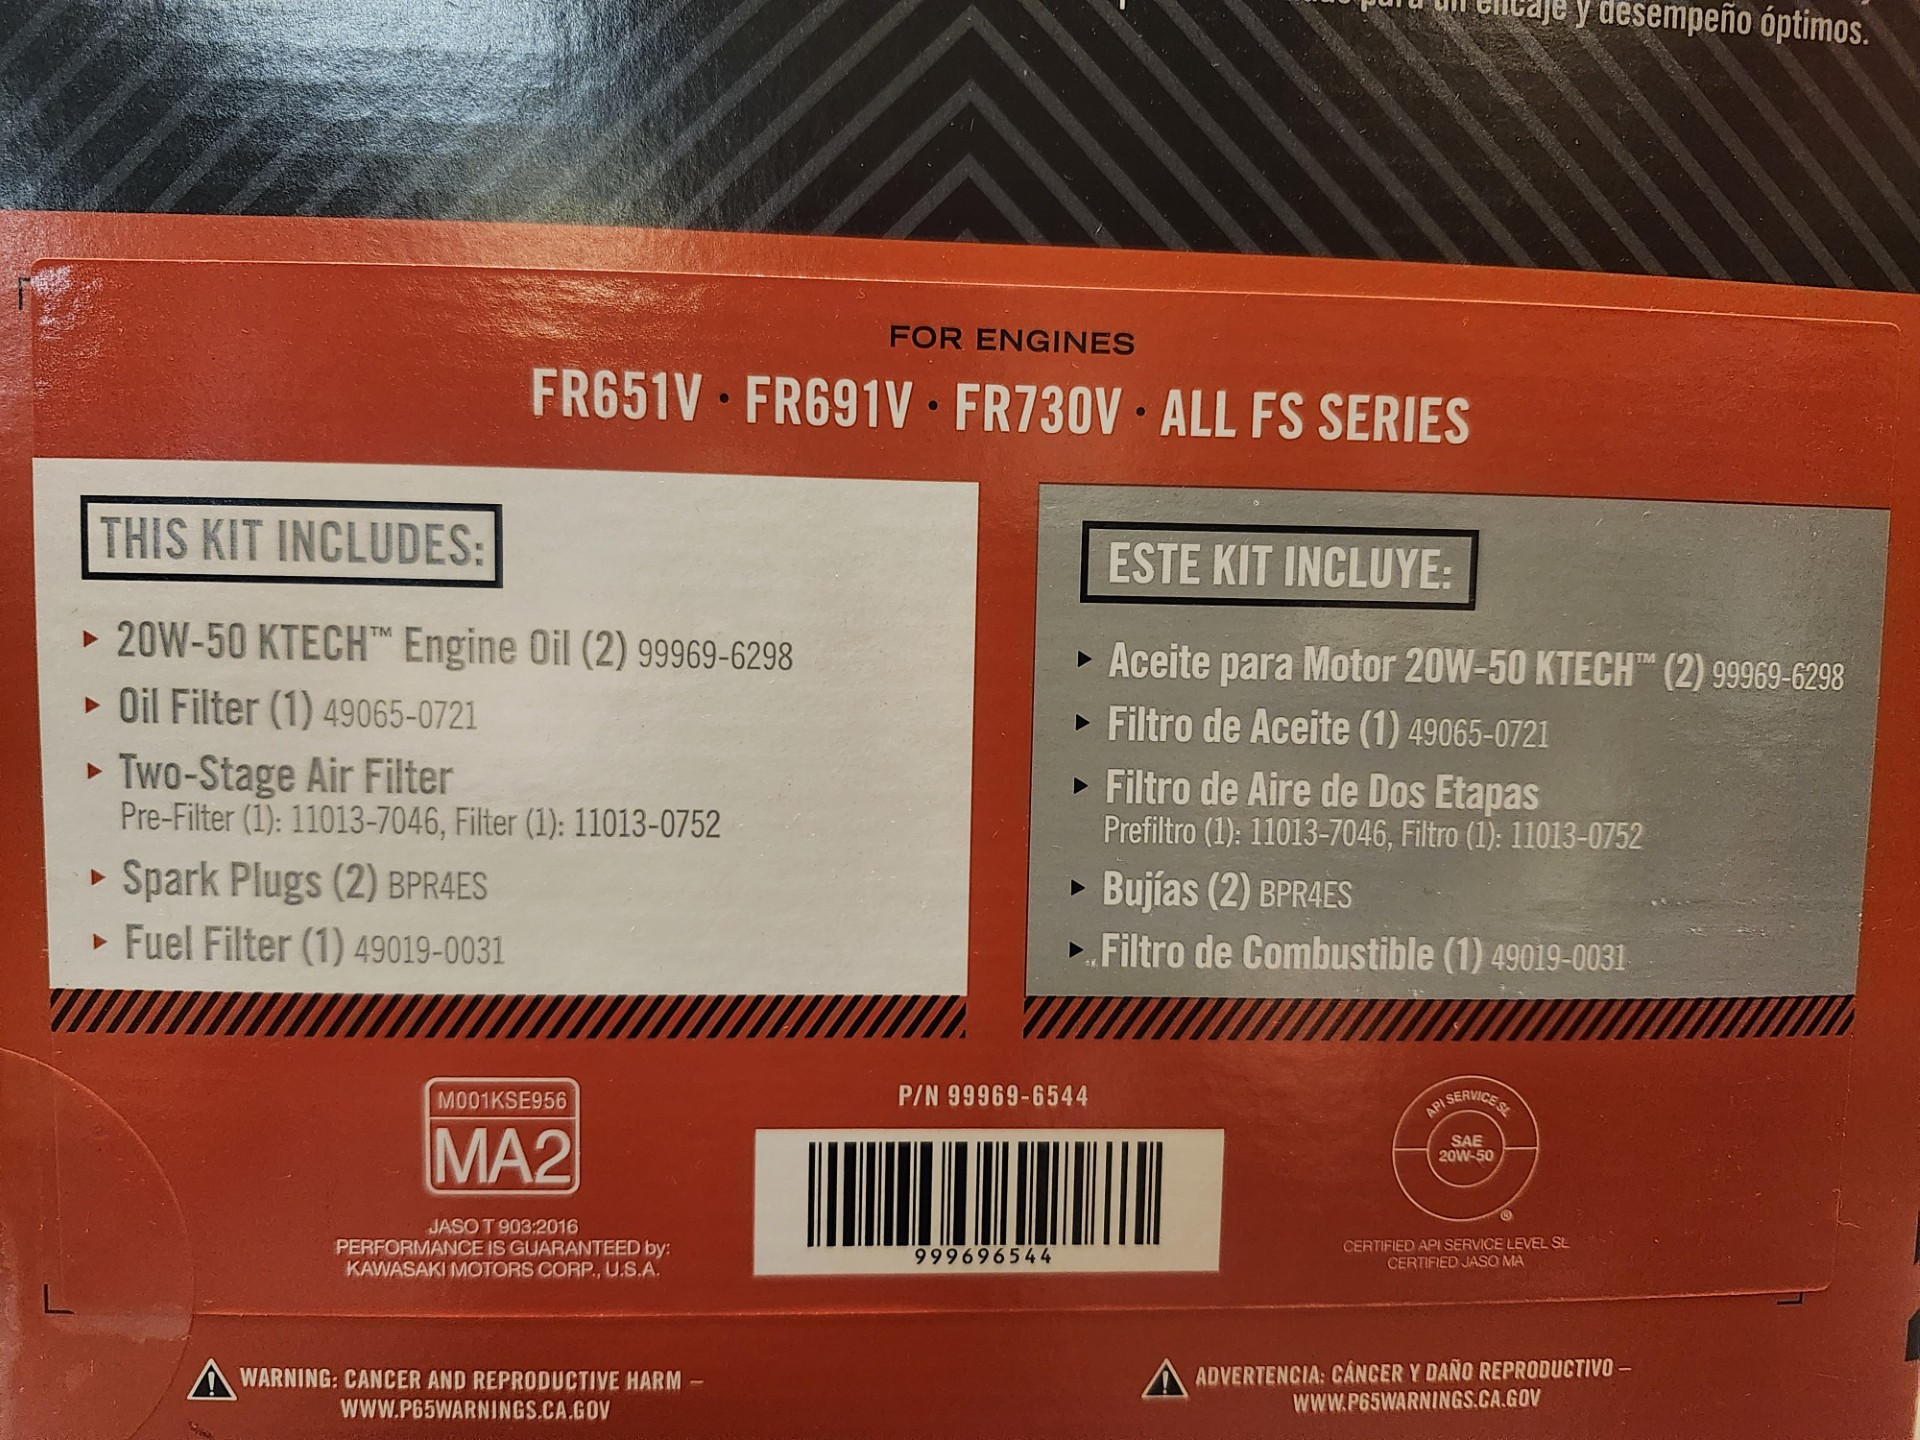 para un encaje y desempeño óptimos.
FOR ENGINES
FR651V · FR691V · FR730V · ALL FS SERIES
THIS KIT INCLUDES:
▸ 20W-50 KTECH™ Engine Oil (2) 99969-6298
▸ Oil Filter (1) 49065-0721
▸ Two-Stage Air Filter
Pre-Filter (1): 11013-7046, Filter (1): 11013-0752
▸ Spark Plugs (2) BPR4ES
▸ Fuel Filter (1) 49019-0031
ESTE KIT INCLUYE:
▸ Aceite para Motor 20W-50 KTECH™ (2) 99969-6298
▸ Filtro de Aceite (1) 49065-0721
▸ Filtro de Aire de Dos Etapas
Prefiltro (1): 11013-7046, Filtro (1): 11013-0752
▸ Bujías (2) BPR4ES
▸ Filtro de Combustible (1) 49019-0031
M001KSE956
MA2
JASO T 903:2016
PERFORMANCE IS GUARANTEED by:
KAWASAKI MOTORS CORP., U.S.A.
P/N 99969-6544
999696544
API SERVICE SL
SAE
20W-50
®
CERTIFIED API SERVICE LEVEL SL
CERTIFIED JASO MA
WARNING: CANCER AND REPRODUCTIVE HARM –
WWW.P65WARNINGS.CA.GOV
ADVERTENCIA: CÁNCER Y DAÑO REPRODUCTIVO –
WWW.P65WARNINGS.CA.GOV